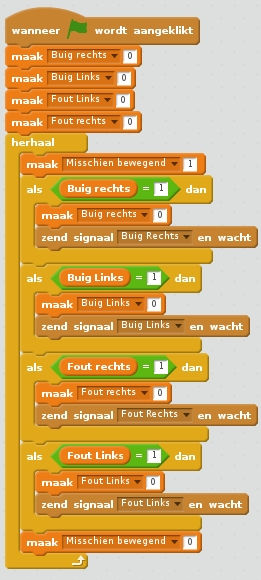 wanneer wordt aangeklikt
maak Buig rechts 0
maak Buig Links 0
maak Fout Links 0
maak Fout rechts 0
herhaal
maak Misschien bewegend 1
als Buig rechts = 1 dan
maak Buig rechts 0
zend signaal Buig Rechts en wacht
als Buig Links = 1 dan
maak Buig Links 0
zend signaal Buig Links en wacht
als Fout rechts = 1 dan
maak Fout rechts 0
zend signaal Fout Rechts en wacht
als Fout Links = 1 dan
maak Fout Links 0
zend signaal Fout Links en wacht
maak Misschien bewegend 0